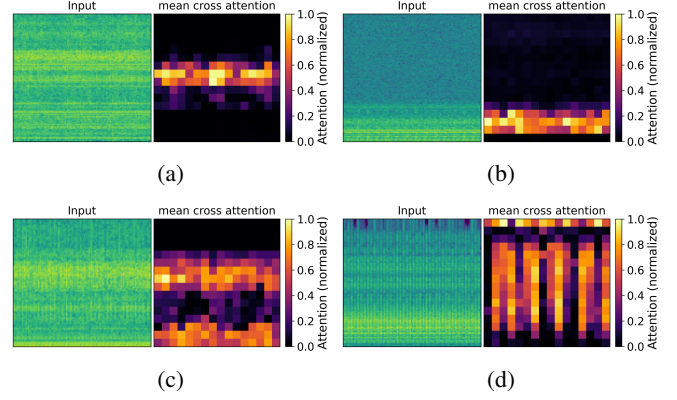 Input mean cross attention
1.0
0.8
0.6
0.4
0.2
0.0
Attention (normalized)
(a)
Input mean cross attention
1.0
0.8
0.6
0.4
0.2
0.0
Attention (normalized)
(b)
Input mean cross attention
1.0
0.8
0.6
0.4
0.2
0.0
Attention (normalized)
(c)
Input mean cross attention
1.0
0.8
0.6
0.4
0.2
0.0
Attention (normalized)
(d)